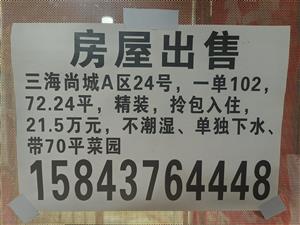 房屋出售
三海尚城A区24号，一单102，
72.24平，精装，拎包入住，
21.5万元，不潮湿、单独下水、
带70平菜园
15843764448